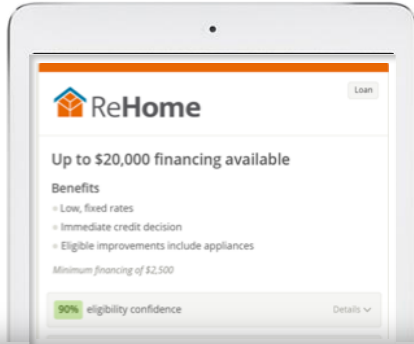 Loan
ReHome
Up to $20,000 financing available
Benefits
Low, fixed rates
Immediate credit decision
Eligible improvements include appliances
Minimum financing of $2,500
90% eligibility confidence
Details